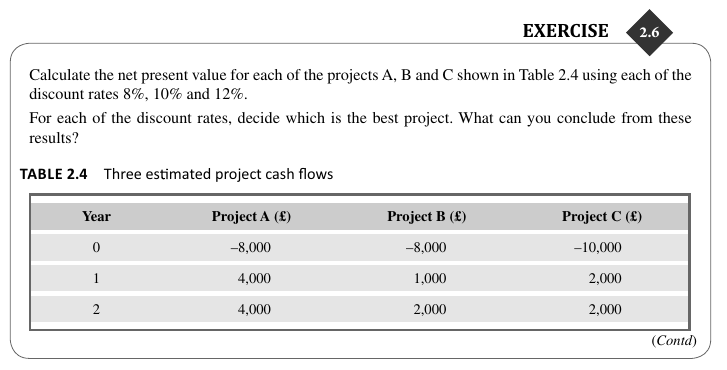 EXERCISE 2.6
Calculate the net present value for each of the projects A, B and C shown in Table 2.4 using each of the
discount rates 8%, 10% and 12%.
For each of the discount rates, decide which is the best project. What can you conclude from these
results?
TABLE 2.4 Three estimated project cash flows
Year Project A (£) Project B (£) Project C (£)
0 –8,000 –8,000 –10,000
1 4,000 1,000 2,000
2 4,000 2,000 2,000
(Contd)